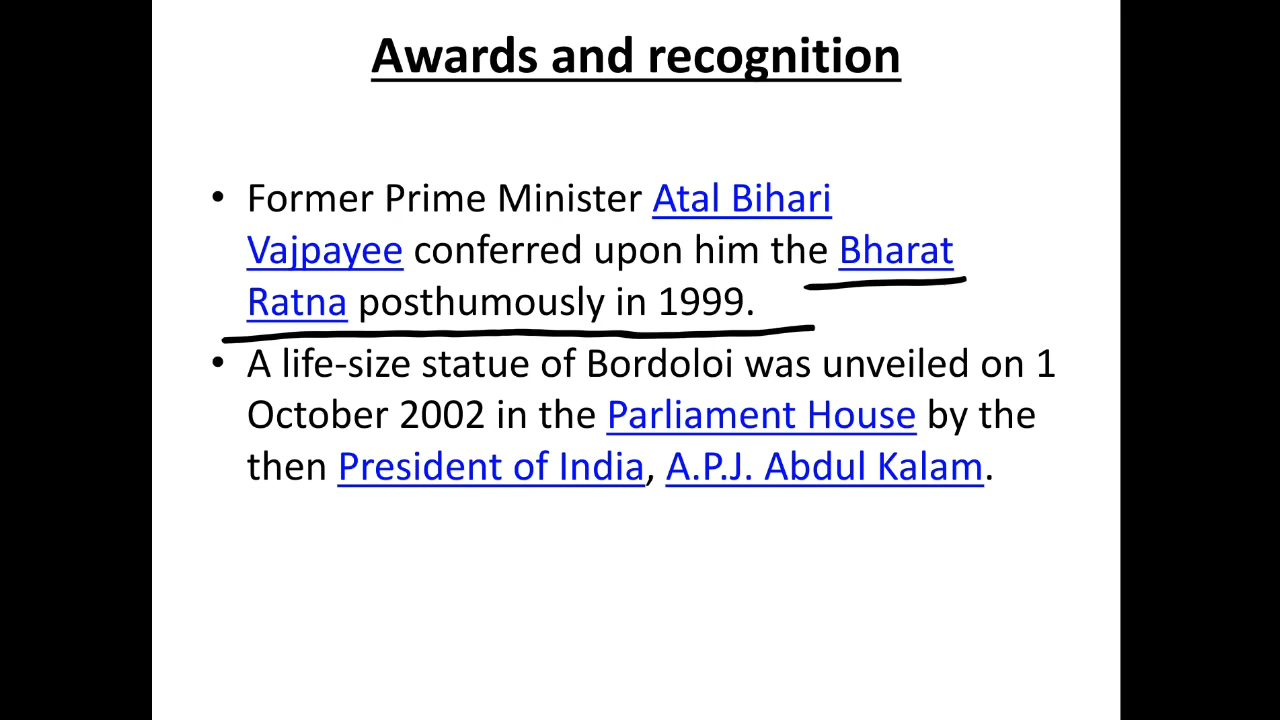 Awards and recognition
• Former Prime Minister Atal Bihari
Vajpayee conferred upon him the Bharat
Ratna posthumously in 1999.
• A life-size statue of Bordoloi was unveiled on 1
October 2002 in the Parliament House by the
then President of India, A.P.J. Abdul Kalam.